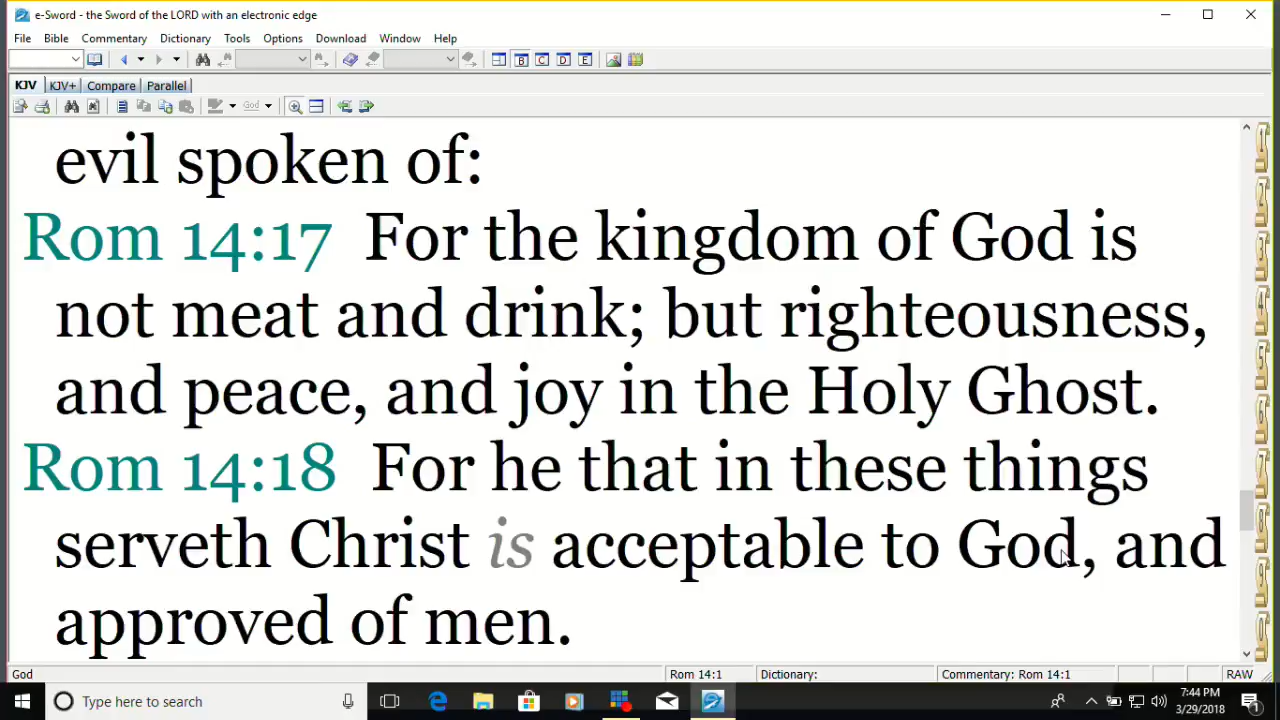 e-Sword - the Sword of the LORD with an electronic edge
File Bible Commentary Dictionary Tools Options Download Window Help
B C D E
KJV KJV+ Compare Parallel
God
evil spoken of:
Rom 14:17 For the kingdom of God is
not meat and drink; but righteousness,
and peace, and joy in the Holy Ghost.
Rom 14:18 For he that in these things
serveth Christ is acceptable to God, and
approved of men.
God Rom 14:1 Dictionary: Commentary: Rom 14:1 RAW
Type here to search
7:44 PM
3/29/2018
1